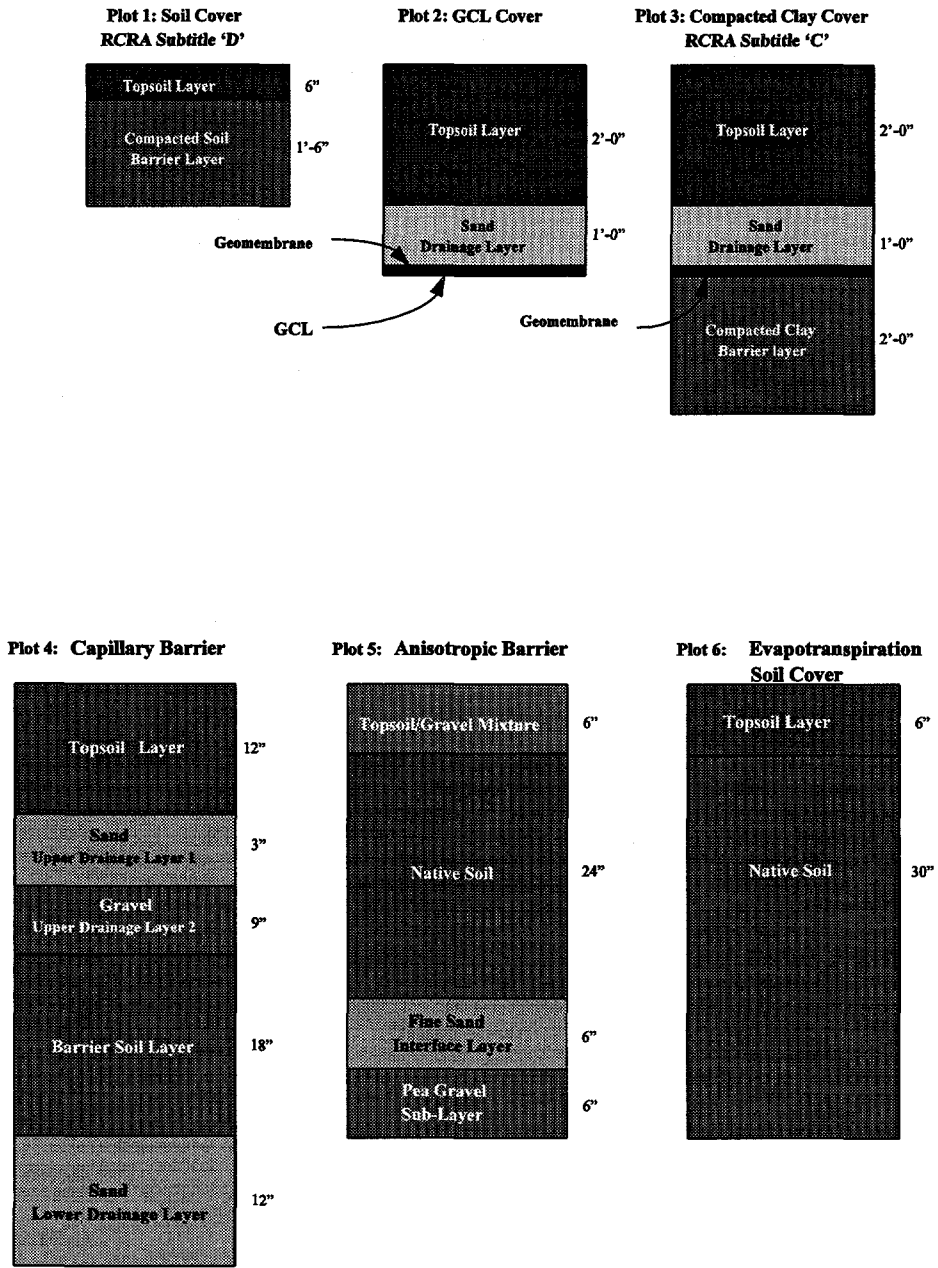 Plot 1: Soil Cover
RCRA Subtitle ‘D’
Topsoil Layer
6”
Compacted Soil
Barrier Layer
1’-6”
Plot 2: GCL Cover
Topsoil Layer
2’-0”
Sand
Drainage Layer
1’-0”
Geomembrane
GCL
Plot 3: Compacted Clay Cover
RCRA Subtitle ‘C’
Topsoil Layer
2’-0”
Sand
Drainage Layer
1’-0”
Geomembrane
Compacted Clay
Barrier layer
2’-0”
Plot 4: Capillary Barrier
Topsoil Layer
12”
Sand
Upper Drainage Layer 1
3”
Gravel
Upper Drainage Layer 2
9”
Barrier Soil Layer
18”
Sand
Lower Drainage Layer
12”
Plot 5: Anisotropic Barrier
Topsoil/Gravel Mixture
6”
Native Soil
24”
Fine Sand
Interface Layer
6”
Pea Gravel
Sub-Layer
6”
Plot 6: Evapotranspiration
Soil Cover
Topsoil Layer
6”
Native Soil
30”